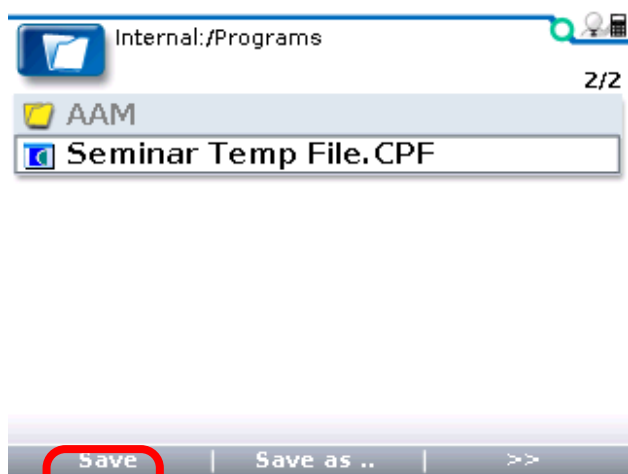 Internal:/Programs
2/2
AAM
Seminar Temp File.CPF
Save | Save as .. | >>